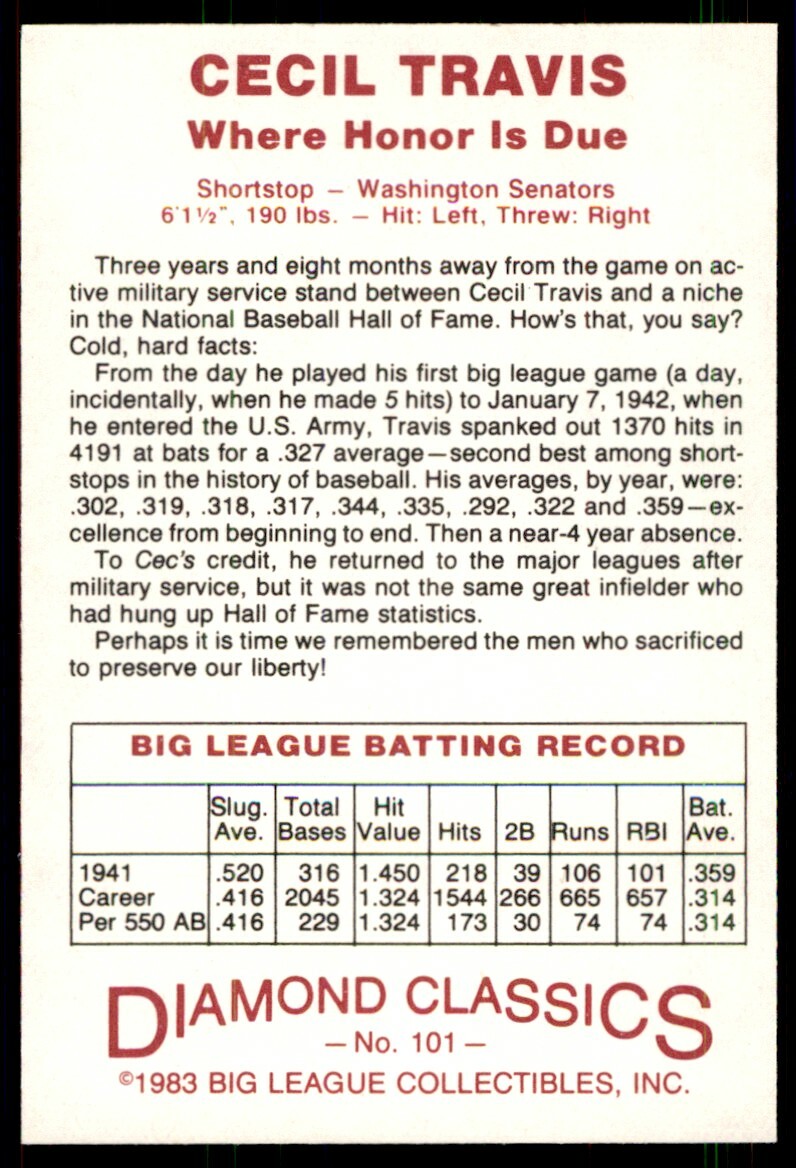 CECIL TRAVIS
Where Honor Is Due
Shortstop — Washington Senators
6'1½", 190 lbs. — Hit: Left, Threw: Right
Three years and eight months away from the game on ac-
tive military service stand between Cecil Travis and a niche
in the National Baseball Hall of Fame. How's that, you say?
Cold, hard facts:
From the day he played his first big league game (a day,
incidentally, when he made 5 hits) to January 7, 1942, when
he entered the U.S. Army, Travis spanked out 1370 hits in
4191 at bats for a .327 average—second best among short-
stops in the history of baseball. His averages, by year, were:
.302, .319, .318, .317, .344, .335, .292, .322 and .359—ex-
cellence from beginning to end. Then a near-4 year absence.
To Cec's credit, he returned to the major leagues after
military service, but it was not the same great infielder who
had hung up Hall of Fame statistics.
Perhaps it is time we remembered the men who sacrificed
to preserve our liberty!
BIG LEAGUE BATTING RECORD
Slug. Total Hit Bat.
Ave. Bases Value Hits 2B Runs RBI Ave.
1941 .520 316 1.450 218 39 106 101 .359
Career .416 2045 1.324 1544 266 665 657 .314
Per 550 AB .416 229 1.324 173 30 74 74 .314
DIAMOND CLASSICS
— No. 101 —
©1983 BIG LEAGUE COLLECTIBLES, INC.